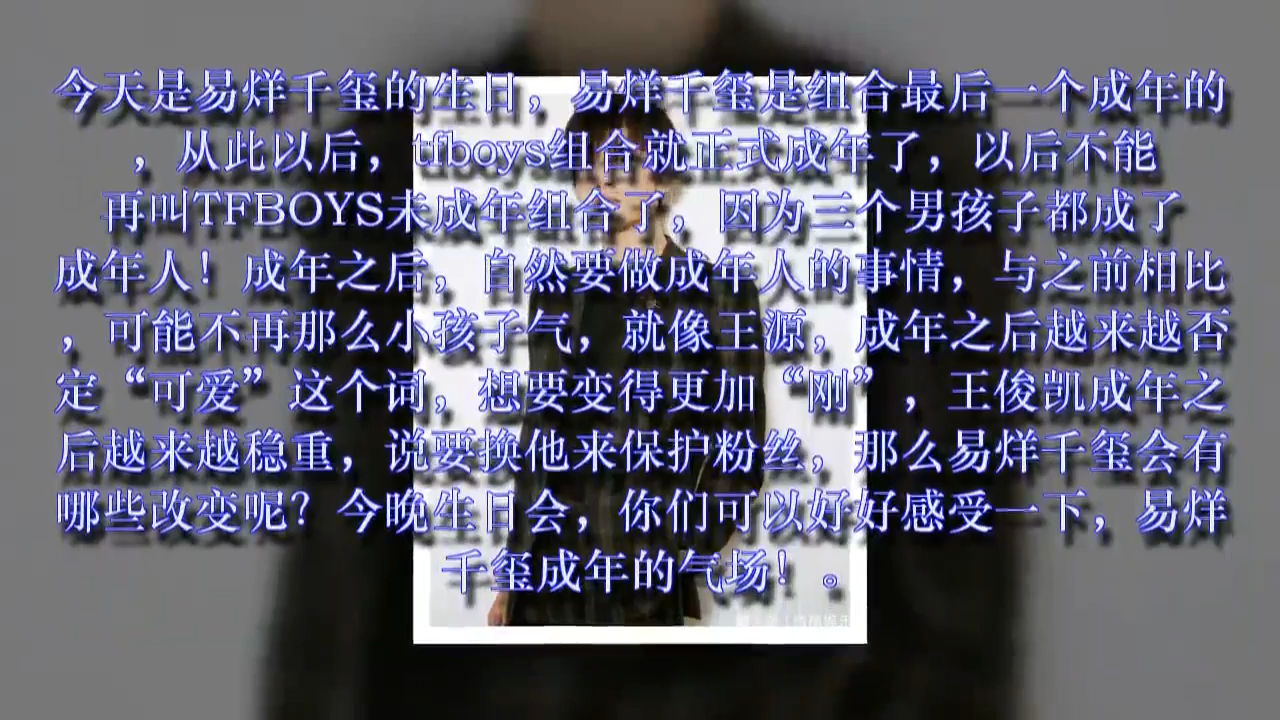 今天是易烊千玺的生日，易烊千玺是组合最后一个成年的
，从此以后，tfboys组合就正式成年了，以后不能
再叫TFBOYS未成年组合了，因为三个男孩子都成了
成年人！成年之后，自然要做成年人的事情，与之前相比
，可能不再那么小孩子气，就像王源，成年之后越来越否
定“可爱”这个词，想要变得更加“刚”，王俊凯成年之
后越来越稳重，说要换他来保护粉丝，那么易烊千玺会有
哪些改变呢？今晚生日会，你们可以好好感受一下，易烊
千玺成年的气场！。